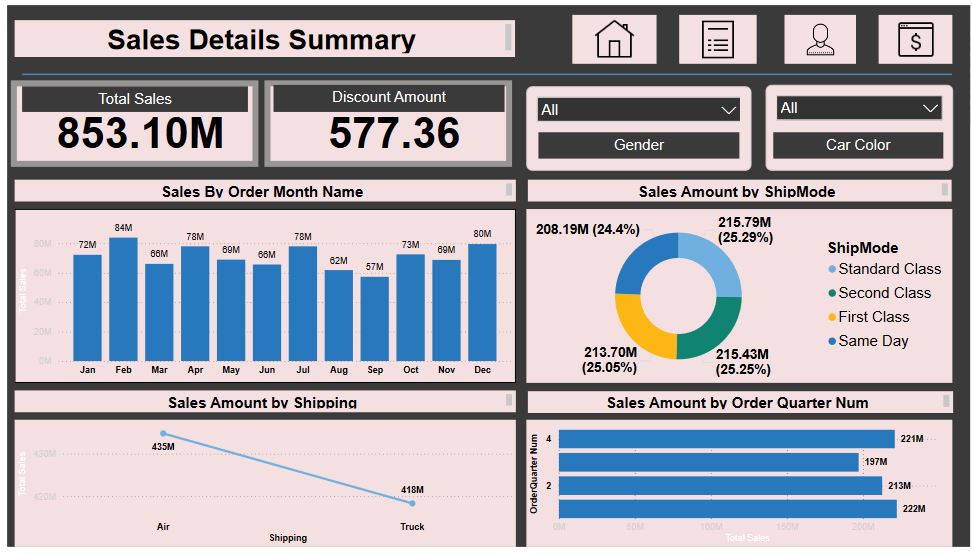 Sales Details Summary
Total Sales
853.10M
Discount Amount
577.36
All
Gender
All
Car Color
Sales By Order Month Name
Total Sales
80M
60M
40M
20M
0M
72M
84M
66M
78M
69M
66M
78M
62M
57M
73M
69M
80M
Jan Feb Mar Apr May Jun Jul Aug Sep Oct Nov Dec
Sales Amount by ShipMode
208.19M (24.4%)
215.79M
(25.29%)
213.70M
(25.05%)
215.43M
(25.25%)
ShipMode
Standard Class
Second Class
First Class
Same Day
Sales Amount by Shipping
Total Sales
430M
420M
435M
418M
Air Truck
Shipping
Sales Amount by Order Quarter Num
OrderQuarter Num
4
2
221M
197M
213M
222M
0M 50M 100M 150M 200M
Total Sales
$